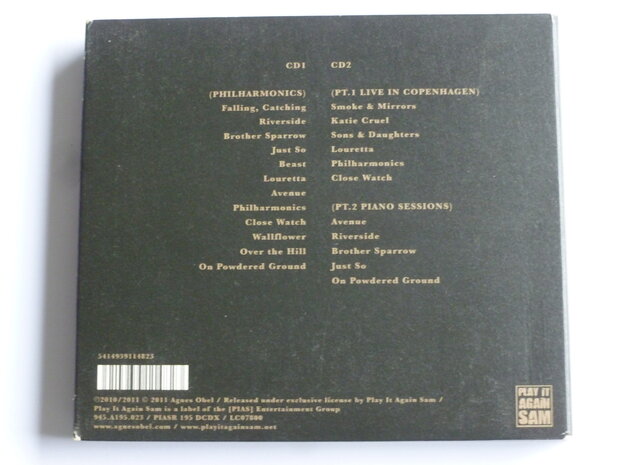 CD1
(PHILHARMONICS)
Falling, Catching
Riverside
Brother Sparrow
Just So
Beast
Louretta
Avenue
Philharmonics
Close Watch
Wallflower
Over the Hill
On Powdered Ground
CD2
(PT.1 LIVE IN COPENHAGEN)
Smoke & Mirrors
Katie Cruel
Sons & Daughters
Louretta
Philharmonics
Close Watch
(PT.2 PIANO SESSIONS)
Avenue
Riverside
Brother Sparrow
Just So
On Powdered Ground
5414939114823
©2010/2011 © 2011 Agnes Obel / Released under exclusive license by Play It Again Sam /
Play It Again Sam is a label of the [PIAS] Entertainment Group
945.A195.023 / PIASR 195 DCDX / LC07800
www.agnesobel.com / www.playitagainsam.net
PLAY IT
AGAIN
SAM